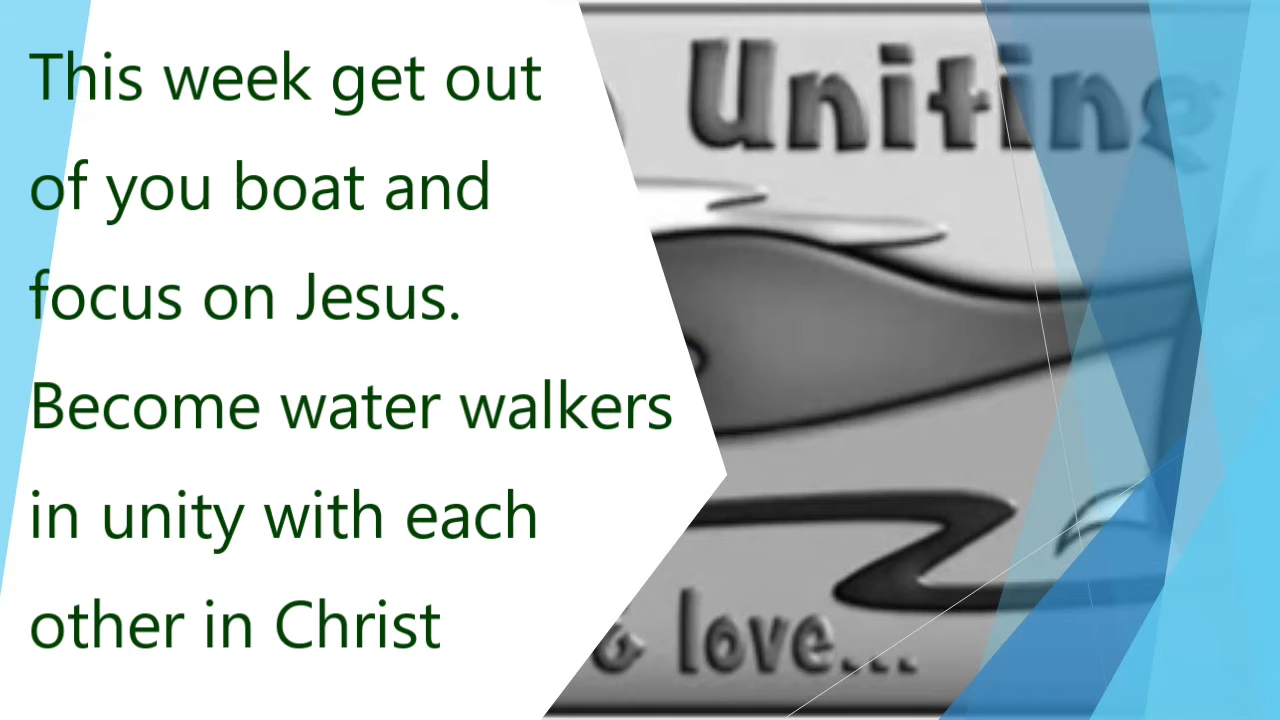 This week get out
of you boat and
focus on Jesus.
Become water walkers
in unity with each
other in Christ
Uniting
love...